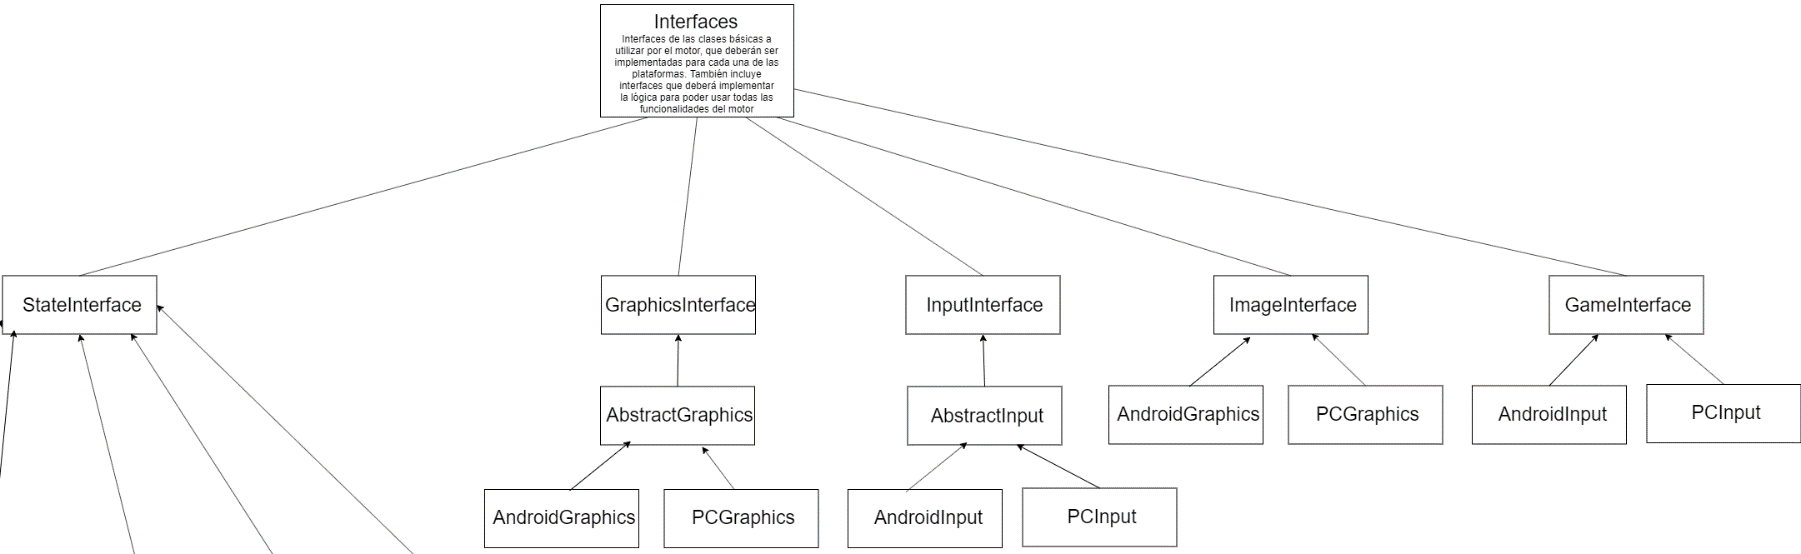 Interfaces
Interfaces de las clases básicas a
utilizar por el motor, que deberán ser
implementadas para cada una de las
plataformas. También incluye
interfaces que deberá implementar
la lógica para poder usar todas las
funcionalidades del motor
StateInterface
GraphicsInterface
InputInterface
ImageInterface
GameInterface
AbstractGraphics
AbstractInput
AndroidGraphics
PCGraphics
AndroidInput
PCInput
AndroidGraphics
PCGraphics
AndroidInput
PCInput